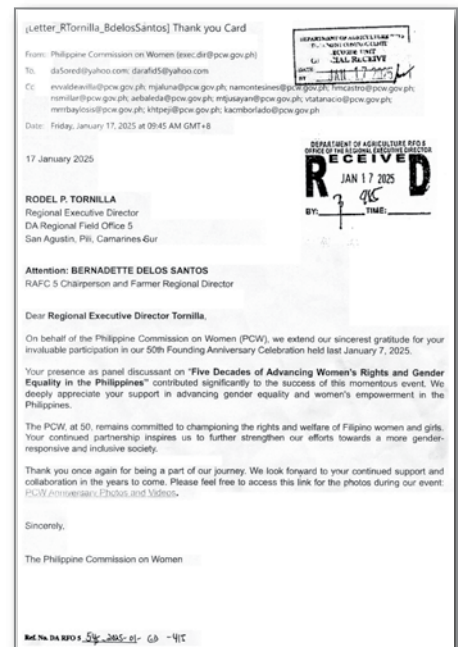 [Letter_RTornilla_BdelosSantos] Thank you Card
From: Philippine Commission on Women (exec.dir@pcw.gov.ph)
To: da5ored@yahoo.com; darafid5@yahoo.com
Cc: evvaldeavilla@pcw.gov.ph; mjaluna@pcw.gov.ph; namontesines@pcw.gov.ph; hmcastro@pcw.gov.ph;
nsmillar@pcw.gov.ph; aebaleda@pcw.gov.ph; mtjusayan@pcw.gov.ph; vtatanacio@pcw.gov.ph;
mmbaylosis@pcw.gov.ph; khtpeji@pcw.gov.ph; kacmborlado@pcw.gov.ph
Date: Friday, January 17, 2025 at 09:45 AM GMT+8
DEPARTMENT OF AGRICULTURE
RECEIVE
DATE
BY
JAN 17 2025
17 January 2025
DEPARTMENT OF AGRICULTURE RFO 5
OFFICE OF THE REGIONAL EXECUTIVE DIRECTOR
RECEIVED
JAN 17 2025
BY: TIME:
RODEL P. TORNILLA
Regional Executive Director
DA Regional Field Office 5
San Agustin, Pili, Camarines Sur
Attention: BERNADETTE DELOS SANTOS
RAFC 5 Chairperson and Farmer Regional Director
Dear Regional Executive Director Tornilla,
On behalf of the Philippine Commission on Women (PCW), we extend our sincerest gratitude for your
invaluable participation in our 50th Founding Anniversary Celebration held last January 7, 2025.
Your presence as panel discussant on "Five Decades of Advancing Women's Rights and Gender
Equality in the Philippines" contributed significantly to the success of this momentous event. We
deeply appreciate your support in advancing gender equality and women's empowerment in the
Philippines.
The PCW, at 50, remains committed to championing the rights and welfare of Filipino women and girls.
Your continued partnership inspires us to further strengthen our efforts towards a more gender-
responsive and inclusive society.
Thank you once again for being a part of our journey. We look forward to your continued support and
collaboration in the years to come. Please feel free to access this link for the photos during our event:
PCW Anniversary Photos and Videos.
Sincerely,
The Philippine Commission on Women
Ref. No. DA RFO 5